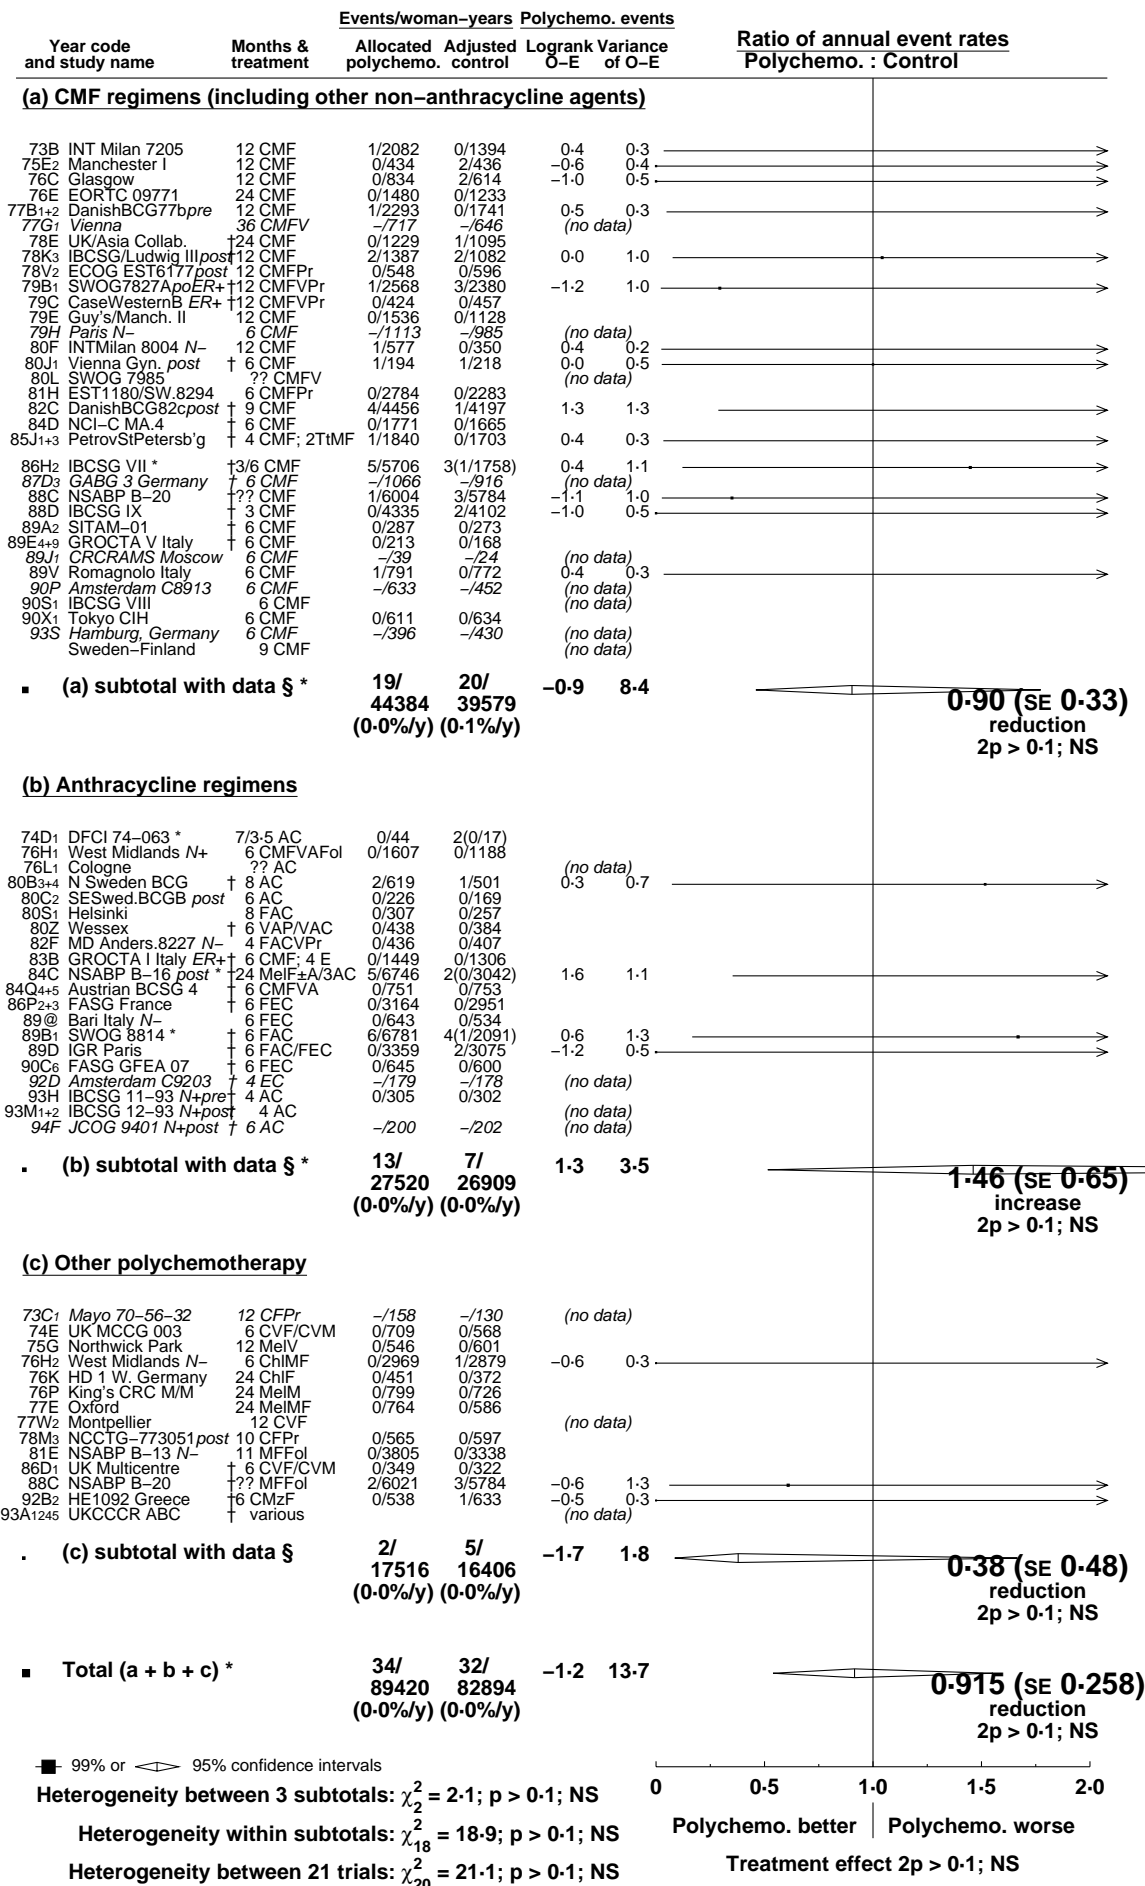 Events/woman–years Polychemo. events
Year code and study name Months & treatment Allocated polychemo. Adjusted control Logrank O–E Variance of O–E Ratio of annual event rates Polychemo. : Control
(a) CMF regimens (including other non–anthracycline agents)
73B INT Milan 7205 12 CMF 1/2082 0/1394 0·4 0·3
75E2 Manchester I 12 CMF 0/434 2/436 –0·6 0·4
76C Glasgow 12 CMF 0/834 2/614 –1·0 0·5
76E EORTC 09771 24 CMF 0/1480 0/1233
77B1+2 DanishBCG77bpre 12 CMF 1/2293 0/1741 0·5 0·3
77G1 Vienna 36 CMFV –/717 –/646 (no data)
78E UK/Asia Collab. †24 CMF 0/1229 1/1095
78K3 IBCSG/Ludwig IIIpost†12 CMF 2/1387 2/1082 0·0 1·0
78V2 ECOG EST6177post 12 CMFPr 0/548 0/596
79B1 SWOG7827ApoER+†12 CMFVPr 1/2568 3/2380 –1·2 1·0
79C CaseWesternB ER+ †12 CMFVPr 0/424 0/457
79E Guy's/Manch. II 12 CMF 0/1536 0/1128
79H Paris N– 6 CMF –/1113 –/985 (no data)
80F INTMilan 8004 N– 12 CMF 1/577 0/350 0·4 0·2
80J1 Vienna Gyn. post † 6 CMF 1/194 1/218 0·0 0·5
80L SWOG 7985 ?? CMFV (no data)
81H EST1180/SW.8294 6 CMFPr 0/2784 0/2283
82C DanishBCG82cpost † 9 CMF 4/4456 1/4197 1·3 1·3
84D NCI–C MA.4 † 6 CMF 0/1771 0/1665
85J1+3 PetrovStPetersb'g † 4 CMF; 2TtMF 1/1840 0/1703 0·4 0·3
86H2 IBCSG VII * †3/6 CMF 5/5706 3(1/1758) 0·4 1·1
87D3 GABG 3 Germany † 6 CMF –/1066 –/916 (no data)
88C NSABP B–20 †?? CMF 1/6004 3/5784 –1·1 1·0
88D IBCSG IX † 3 CMF 0/4335 2/4102 –1·0 0·5
89A2 SITAM–01 † 6 CMF 0/287 0/273
89E4+9 GROCTA V Italy † 6 CMF 0/213 0/168
89J1 CRCRAMS Moscow 6 CMF –/39 –/24 (no data)
89V Romagnolo Italy 6 CMF 1/791 0/772 0·4 0·3
90P Amsterdam C8913 6 CMF –/633 –/452 (no data)
90S1 IBCSG VIII 6 CMF (no data)
90X1 Tokyo CIH 6 CMF 0/611 0/634
93S Hamburg, Germany 6 CMF –/396 –/430 (no data)
Sweden–Finland 9 CMF (no data)
(a) subtotal with data § * 19/ 44384 (0·0%/y) 20/ 39579 (0·1%/y) –0·9 8·4 0·90 (SE 0·33) reduction 2p > 0·1; NS
(b) Anthracycline regimens
74D1 DFCI 74–063 * 7/3·5 AC 0/44 2(0/17)
76H1 West Midlands N+ 6 CMFVAFol 0/1607 0/1188
76L1 Cologne ?? AC (no data)
80B3+4 N Sweden BCG † 8 AC 2/619 1/501 0·3 0·7
80C2 SESwed.BCGB post 6 AC 0/226 0/169
80S1 Helsinki 8 FAC 0/307 0/257
80Z Wessex † 6 VAP/VAC 0/438 0/384
82F MD Anders.8227 N– 4 FACVPr 0/436 0/407
83B GROCTA I Italy ER+† 6 CMF; 4 E 0/1449 0/1306
84C NSABP B–16 post * †24 MelF±A/3AC 5/6746 2(0/3042) 1·6 1·1
84Q4+5 Austrian BCSG 4 † 6 CMFVA 0/751 0/753
86P2+3 FASG France † 6 FEC 0/3164 0/2951
89@ Bari Italy N– 6 FEC 0/643 0/534
89B1 SWOG 8814 * † 6 FAC 6/6781 4(1/2091) 0·6 1·3
89D IGR Paris † 6 FAC/FEC 0/3359 2/3075 –1·2 0·5
90C6 FASG GFEA 07 † 6 FEC 0/645 0/600
92D Amsterdam C9203 † 4 EC –/179 –/178 (no data)
93H IBCSG 11–93 N+pre† 4 AC 0/305 0/302
93M1+2 IBCSG 12–93 N+post† 4 AC (no data)
94F JCOG 9401 N+post † 6 AC –/200 –/202 (no data)
(b) subtotal with data § * 13/ 27520 (0·0%/y) 7/ 26909 (0·0%/y) 1·3 3·5 1·46 (SE 0·65) increase 2p > 0·1; NS
(c) Other polychemotherapy
73C1 Mayo 70–56–32 12 CFPr –/158 –/130 (no data)
74E UK MCCG 003 6 CVF/CVM 0/709 0/568
75G Northwick Park 12 MelV 0/546 0/601
76H2 West Midlands N– 6 ChlMF 0/2969 1/2879 –0·6 0·3
76K HD 1 W. Germany 24 ChlF 0/451 0/372
76P King's CRC M/M 24 MelM 0/799 0/726
77E Oxford 24 MelMF 0/764 0/586
77W2 Montpellier 12 CVF (no data)
78M3 NCCTG–773051post 10 CFPr 0/565 0/597
81E NSABP B–13 N– 11 MFFol 0/3805 0/3338
86D1 UK Multicentre † 6 CVF/CVM 0/349 0/322
88C NSABP B–20 †?? MFFol 2/6021 3/5784 –0·6 1·3
92B2 HE1092 Greece †6 CMzF 0/538 1/633 –0·5 0·3
93A1245 UKCCCR ABC † various (no data)
(c) subtotal with data § 2/ 17516 (0·0%/y) 5/ 16406 (0·0%/y) –1·7 1·8 0·38 (SE 0·48) reduction 2p > 0·1; NS
Total (a + b + c) * 34/ 89420 (0·0%/y) 32/ 82894 (0·0%/y) –1·2 13·7 0·915 (SE 0·258) reduction 2p > 0·1; NS
99% or 95% confidence intervals
0 0·5 1·0 1·5 2·0
Heterogeneity between 3 subtotals: χ²₂ = 2·1; p > 0·1; NS
Polychemo. better Polychemo. worse
Heterogeneity within subtotals: χ²₁₈ = 18·9; p > 0·1; NS
Treatment effect 2p > 0·1; NS
Heterogeneity between 21 trials: χ²₂₀ = 21·1; p > 0·1; NS